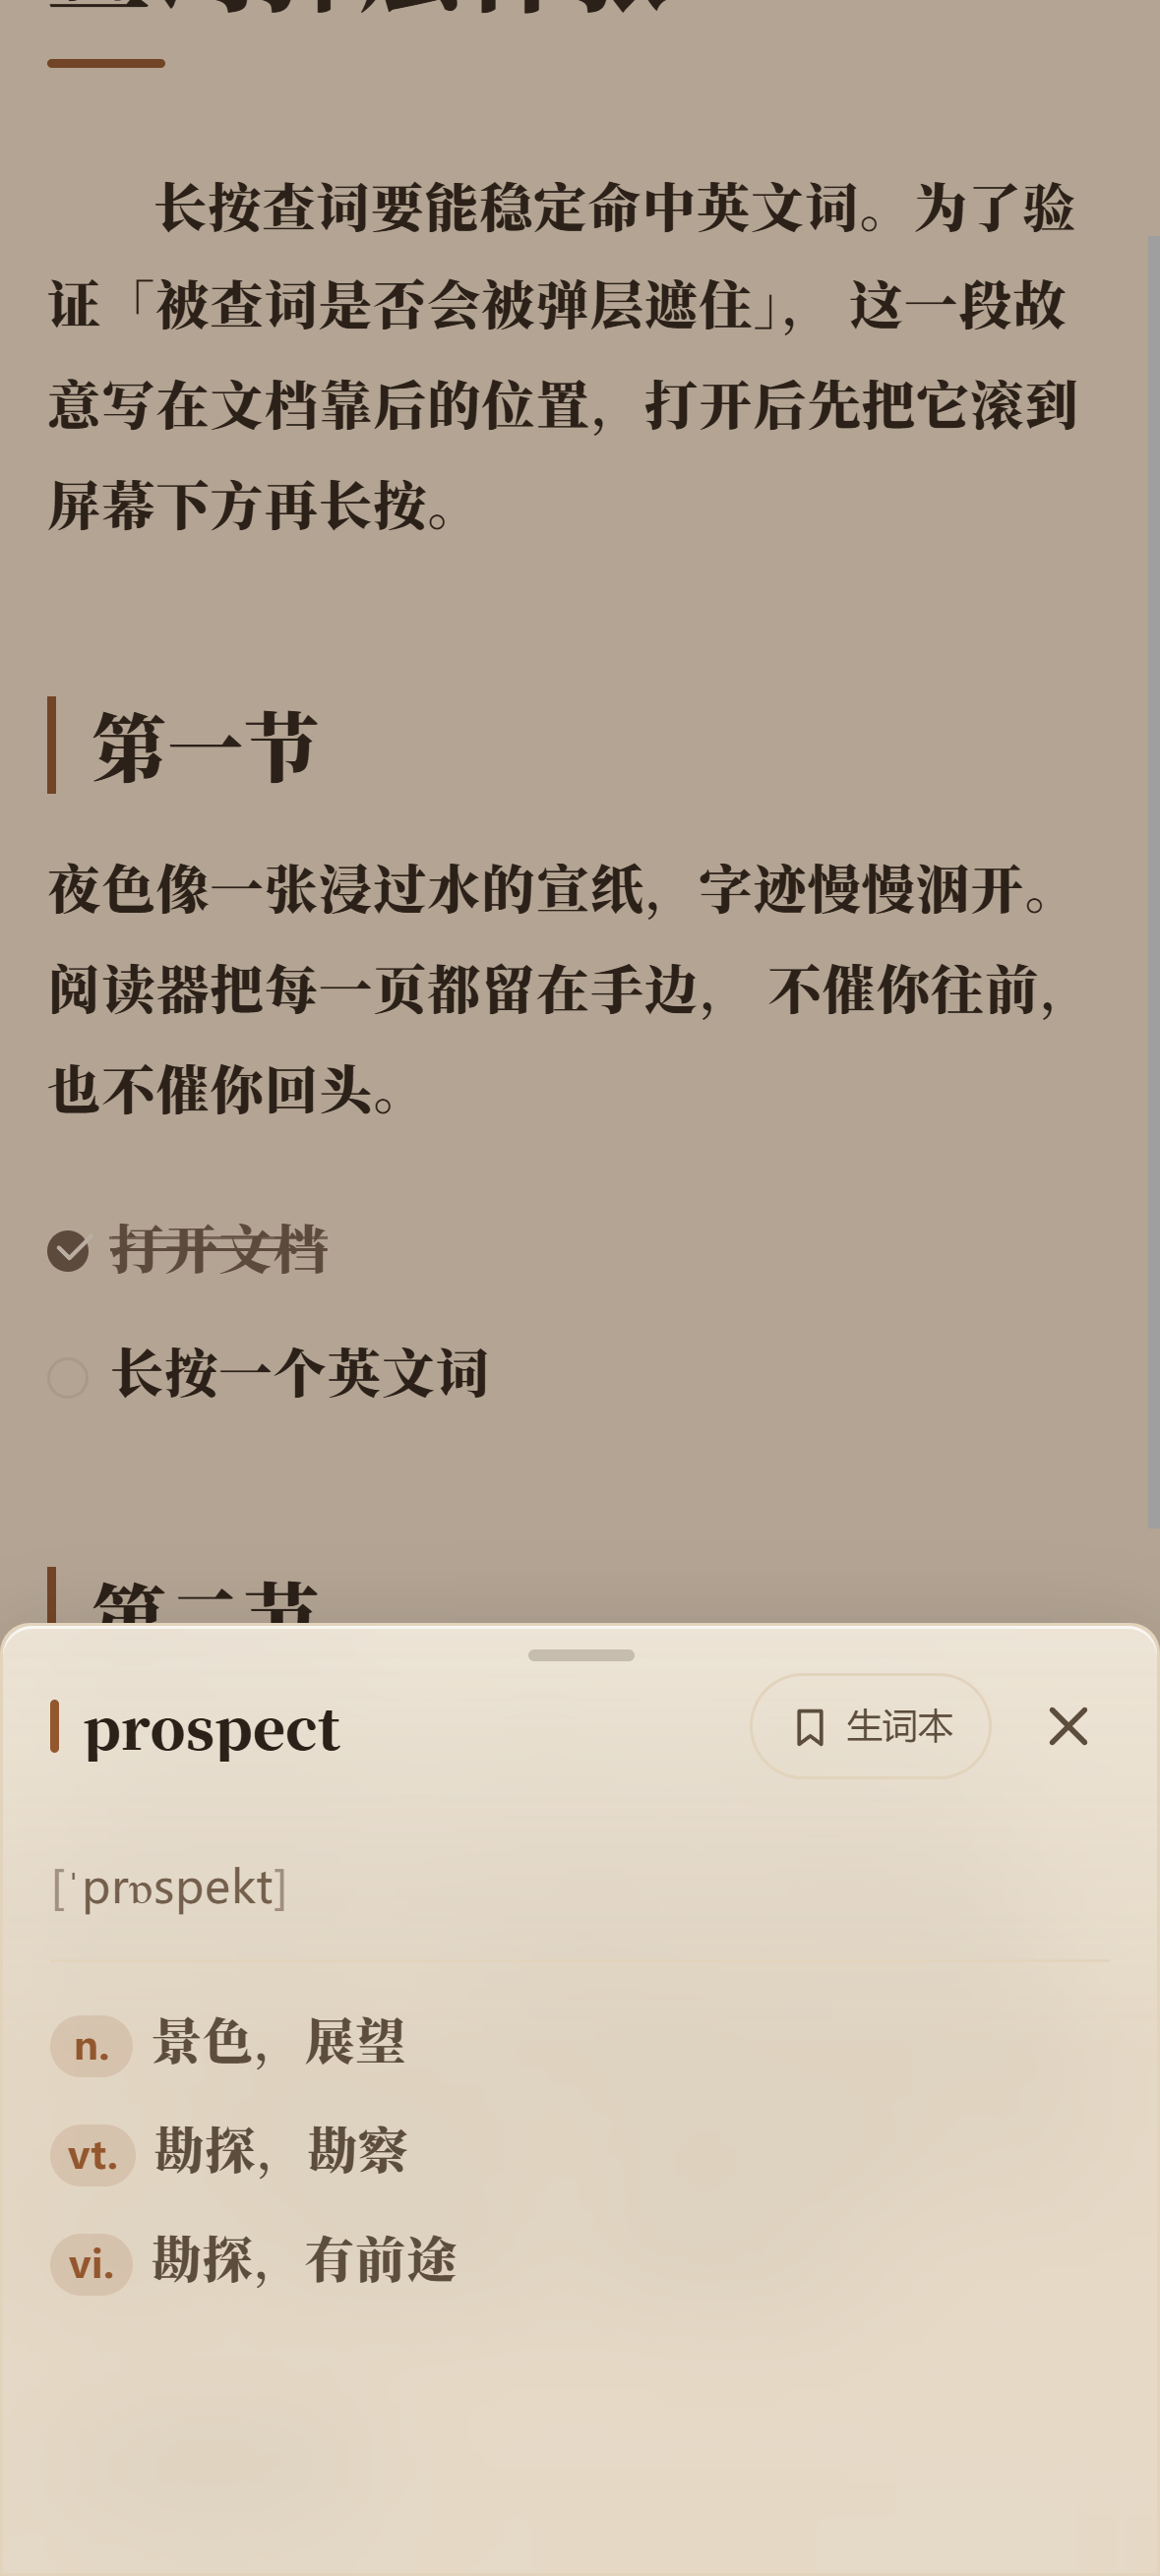 长按查词要能稳定命中英文词。为了验
证「被查词是否会被弹层遮住」， 这一段故
意写在文档靠后的位置，打开后先把它滚到
屏幕下方再长按。
第一节
夜色像一张浸过水的宣纸，字迹慢慢洇开。
阅读器把每一页都留在手边， 不催你往前，
也不催你回头。
打开文档
长按一个英文词
第二节
prospect
生词本
[ˈprɒspekt]
n. 景色， 展望
vt. 勘探， 勘察
vi. 勘探， 有前途